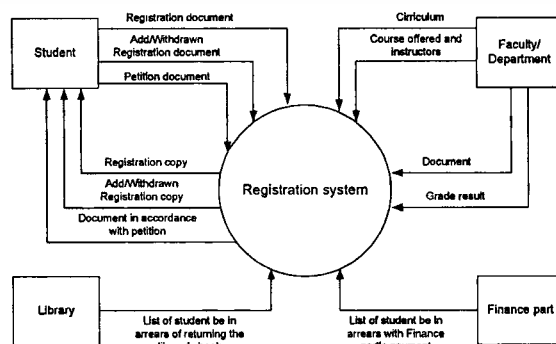 Registration document
Add/Withdrawn
Registration document
Petition document
Student
Cirriculum
Course offered and
instructors
Faculty/
Department
Registration system
Registration copy
Add/Withdrawn
Registration copy
Document in accordance
with petition
Document
Grade result
Library
List of student be in
arrears of returning the
List of student be in
arrears with Finance
Finance part